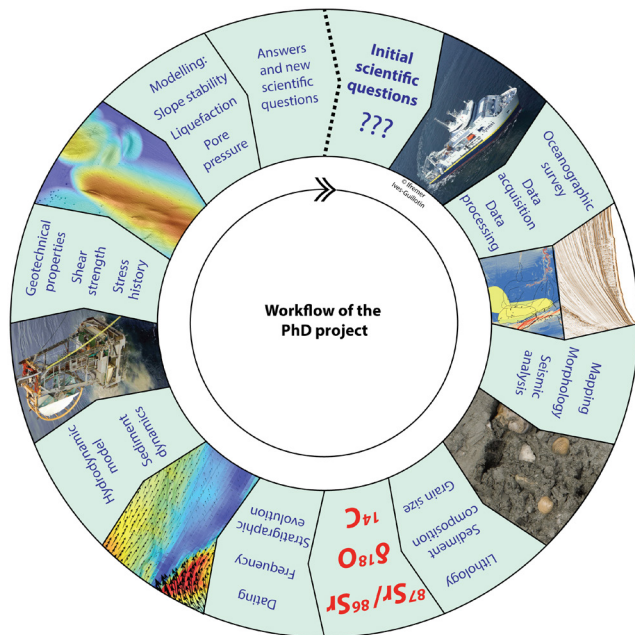 Initial
scientific
questions
???
© Ifremer
Ives-Guillotin
Oceanographic
survey
Data
acquisition
Data
processing
Mapping
Morphology
Seismic
analysis
Lithology
Sediment
composition
Grain size
¹⁴C
δ¹⁸O
⁸⁷Sr/⁸⁶Sr
Dating
Frequency
Stratigraphic
evolution
Hydrodynamic
model
Sediment
dynamics
Geotechnical
properties
Shear
strength
Stress
history
Modelling:
Slope stability
Liquefaction
Pore
pressure
Answers
and new
scientific
questions
Workflow of the
PhD project